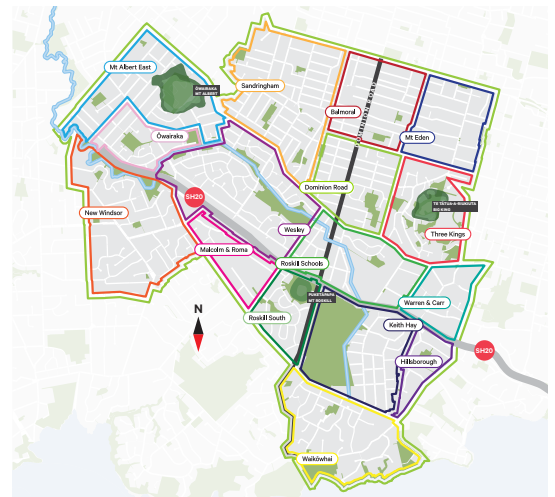 Mt Albert East
ŌWAIRAKA
MT ALBERT
Sandringham
Balmoral
DOMINION ROAD
Mt Eden
Ōwairaka
Dominion Road
SH20
New Windsor
TE TĀTUA-A-RIUKIUTA
BIG KING
Wesley
Three Kings
Malcolm & Roma
Roskill Schools
PUKETĀPAPA
MT ROSKILL
Warren & Carr
Roskill South
Keith Hay
N
Hillsborough
SH20
Waikōwhai